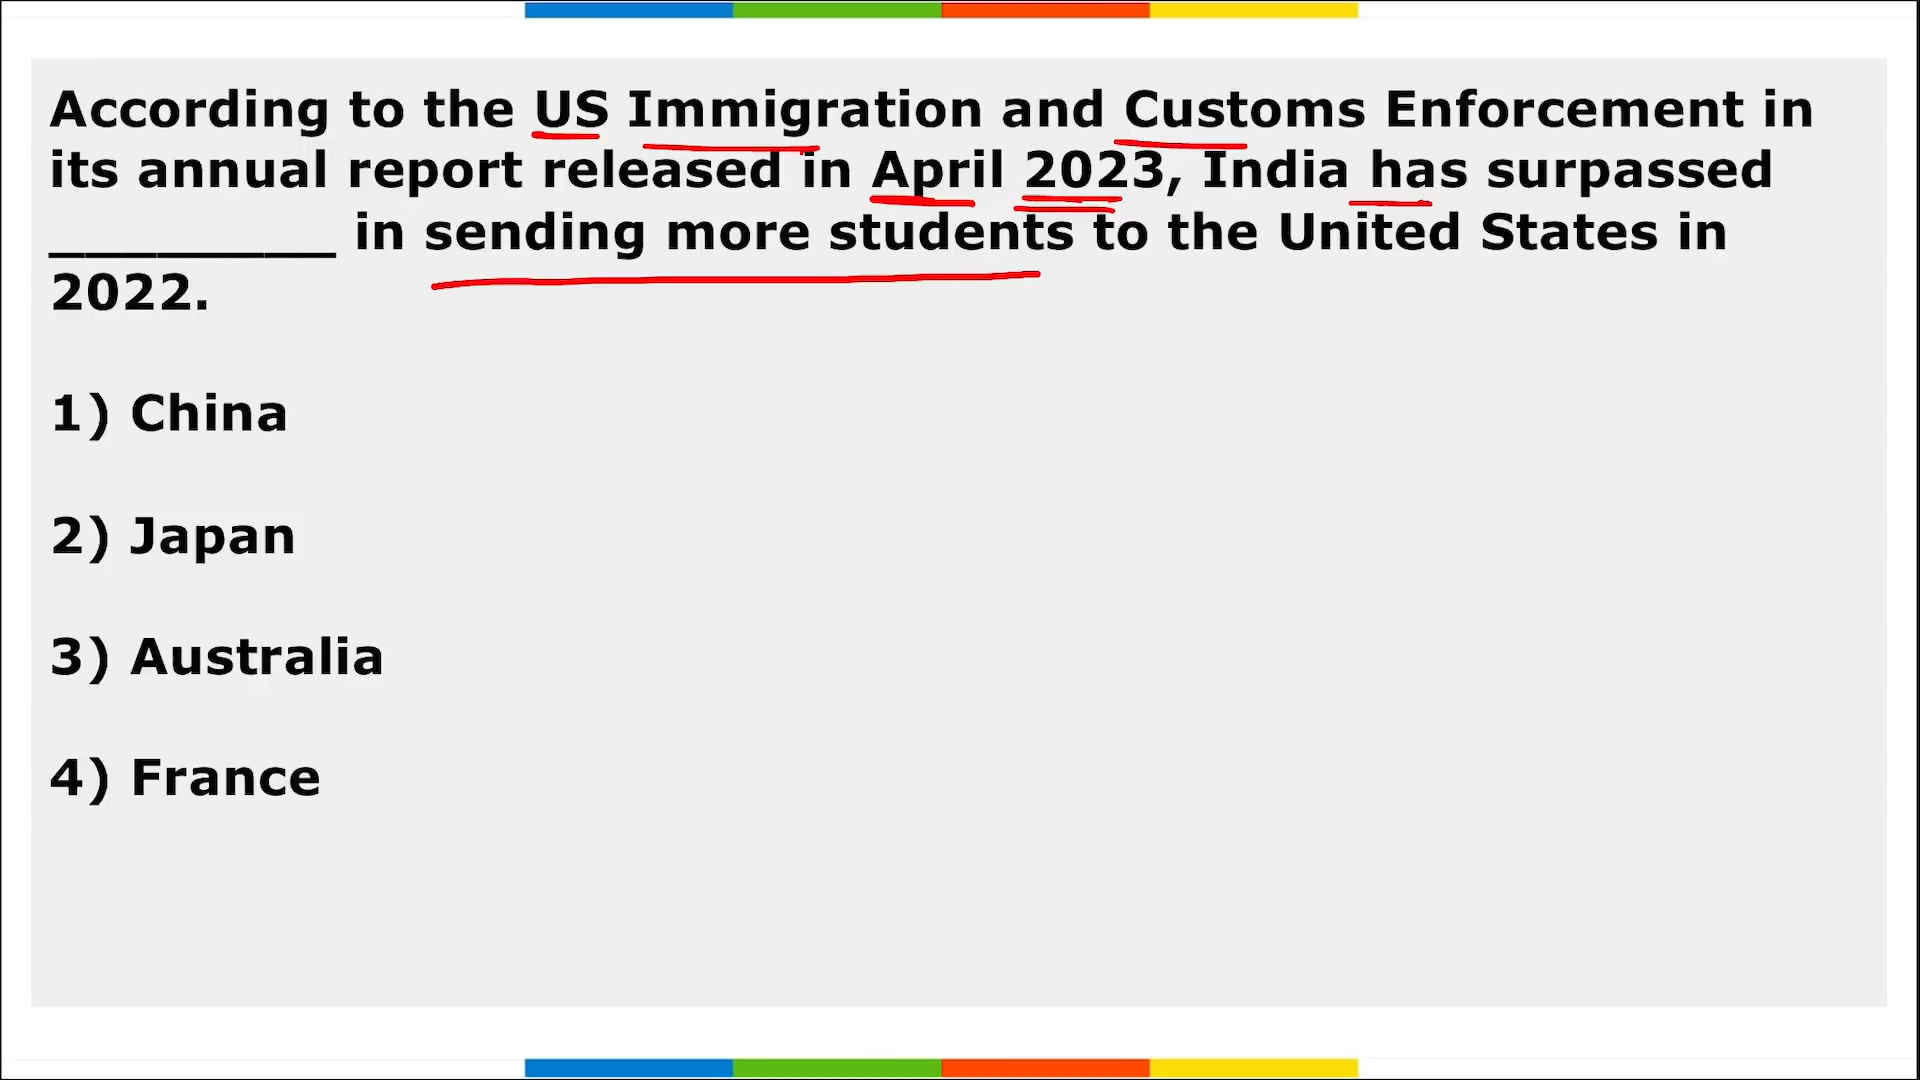 According to the US Immigration and Customs Enforcement in
its annual report released in April 2023, India has surpassed
_________ in sending more students to the United States in
2022.
1) China
2) Japan
3) Australia
4) France